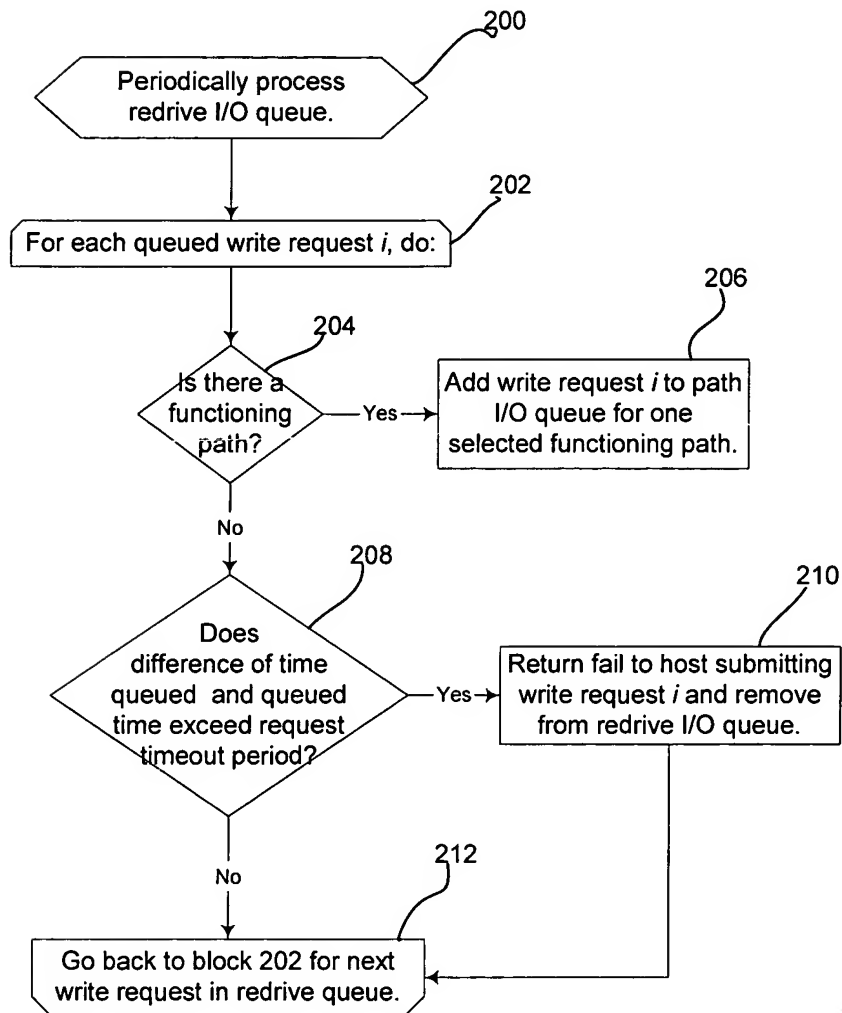 200
Periodically process
redrive I/O queue.
202
For each queued write request i, do:
204
Is there a
functioning
path?
Yes
206
Add write request i to path
I/O queue for one
selected functioning path.
No
208
Does
difference of time
queued and queued
time exceed request
timeout period?
Yes
210
Return fail to host submitting
write request i and remove
from redrive I/O queue.
No
212
Go back to block 202 for next
write request in redrive queue.